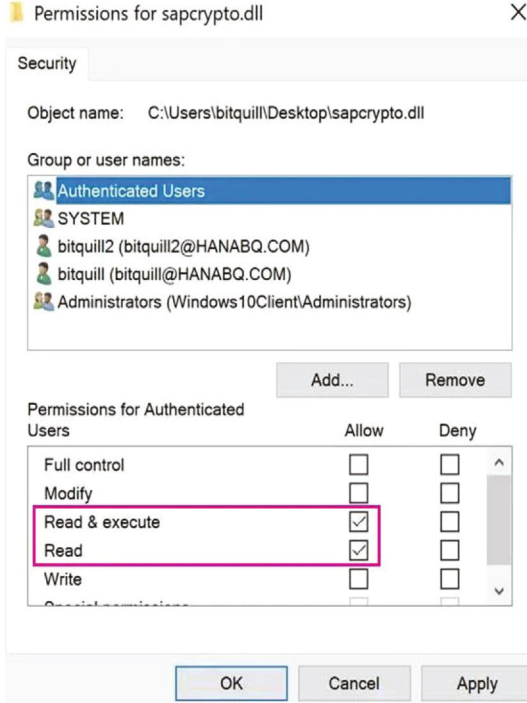 Permissions for sapcrypto.dll
Security
Object name: C:\Users\bitquill\Desktop\sapcrypto.dll
Group or user names:
Authenticated Users
SYSTEM
bitquill2 (bitquill2@HANABQ.COM)
bitquill (bitquill@HANABQ.COM)
Administrators (Windows10Client\Administrators)
Add... Remove
Permissions for Authenticated
Users Allow Deny
Full control
Modify
Read & execute
Read
Write
Special permissions
OK Cancel Apply